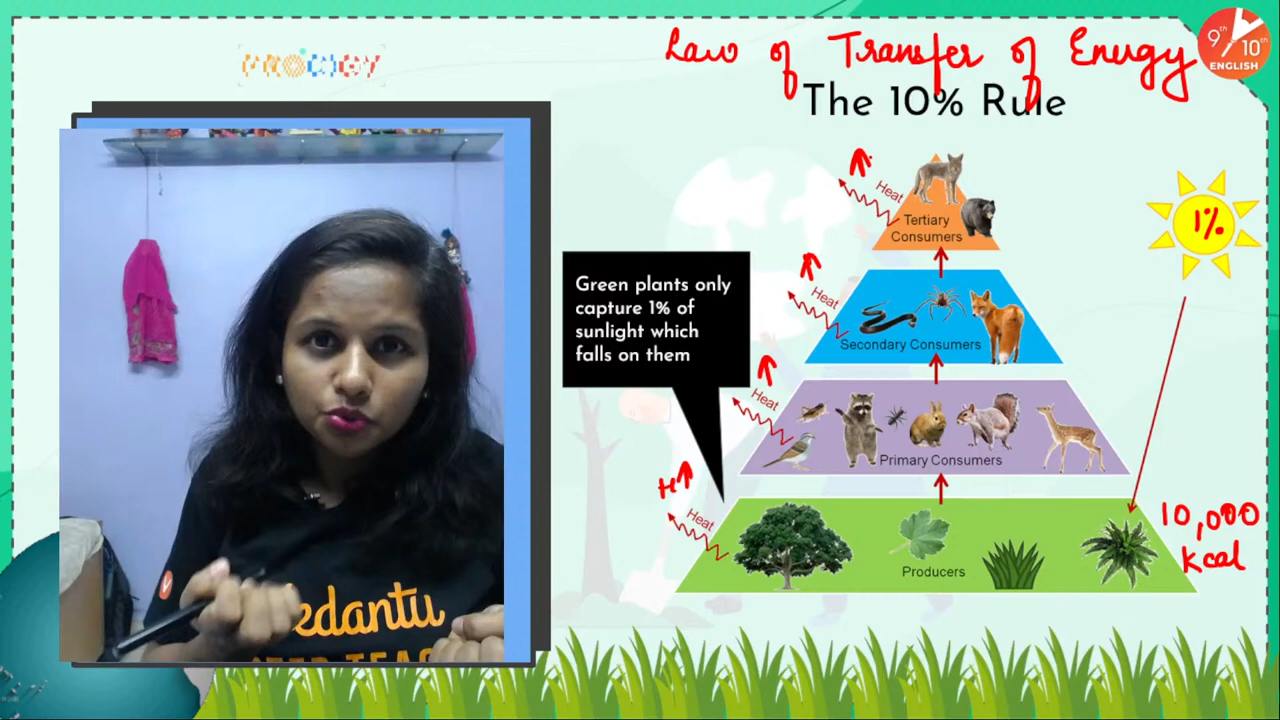 Law of Transfer of Energy
The 10% Rule
9th 10th
ENGLISH
PRODIGY
Heat
Tertiary
Consumers
1%
Green plants only
capture 1% of
sunlight which
falls on them
Heat
Secondary Consumers
Heat
Primary Consumers
H
Heat
Producers
10,000
kcal
Vedantu